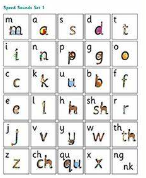 Speed Sounds Set 1
m a s d t
i n p g o
c k u b f
e l h sh r
j v y w th
z ch qu x ng nk